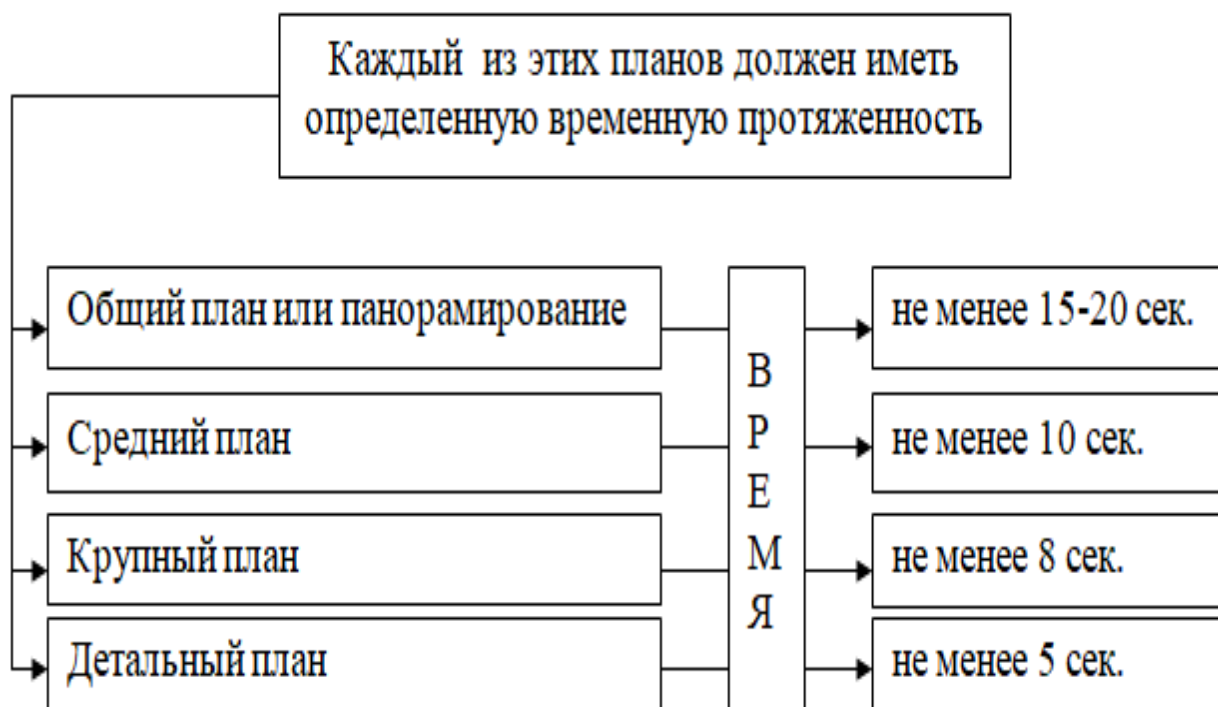 Каждый из этих планов должен иметь
определенную временную протяженность
Общий план или панорамирование
не менее 15-20 сек.
Средний план
не менее 10 сек.
Крупный план
не менее 8 сек.
Детальный план
не менее 5 сек.
В
Р
Е
М
Я